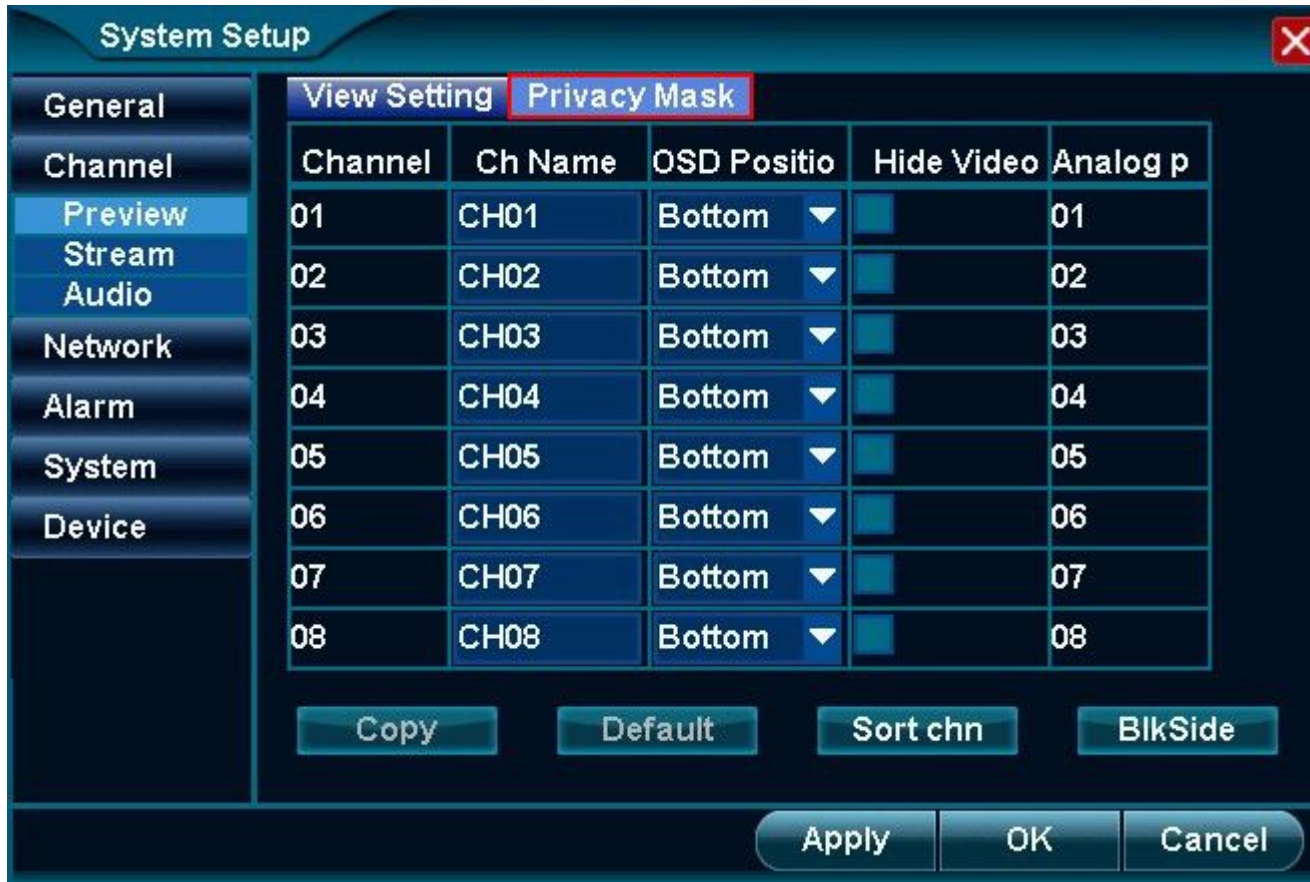 System Setup
General
Channel
Preview
Stream
Audio
Network
Alarm
System
Device
View Setting Privacy Mask
Channel Ch Name OSD Positio Hide Video Analog p
01 CH01 Bottom 01
02 CH02 Bottom 02
03 CH03 Bottom 03
04 CH04 Bottom 04
05 CH05 Bottom 05
06 CH06 Bottom 06
07 CH07 Bottom 07
08 CH08 Bottom 08
Copy Default Sort chn BlkSide
Apply OK Cancel